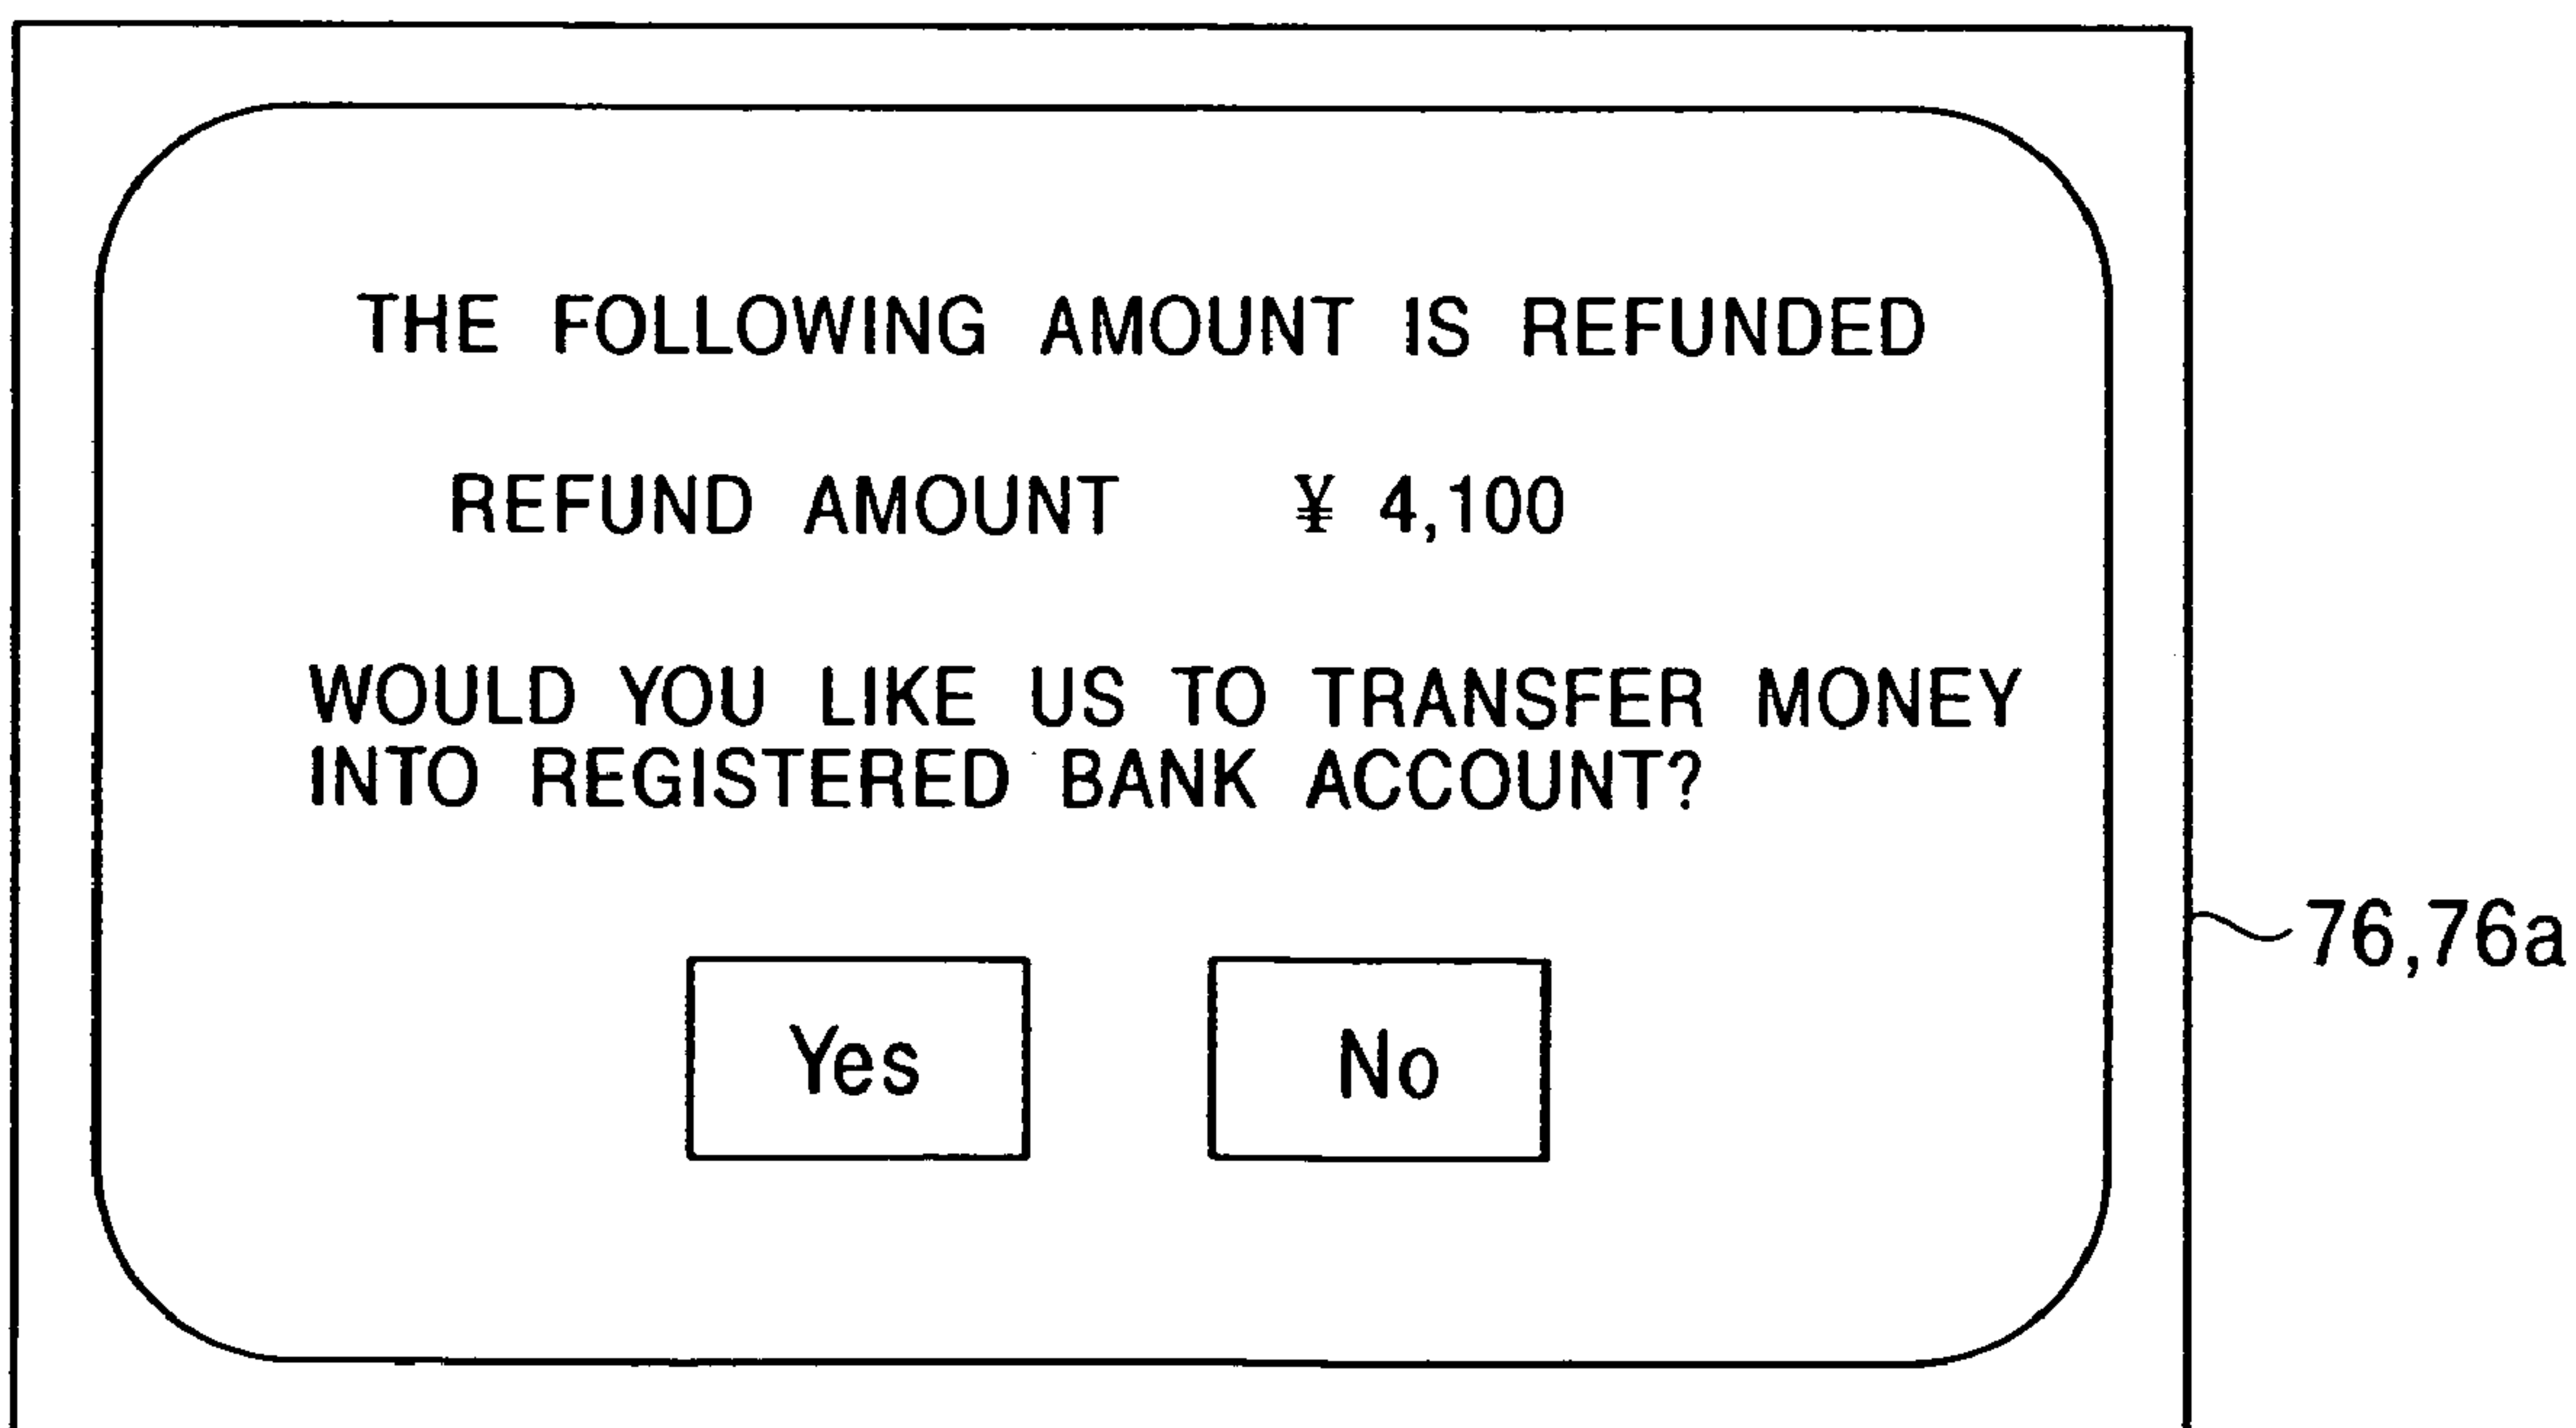 THE FOLLOWING AMOUNT IS REFUNDED
REFUND AMOUNT ¥ 4,100
WOULD YOU LIKE US TO TRANSFER MONEY
INTO REGISTERED BANK ACCOUNT?
76,76a
Yes No